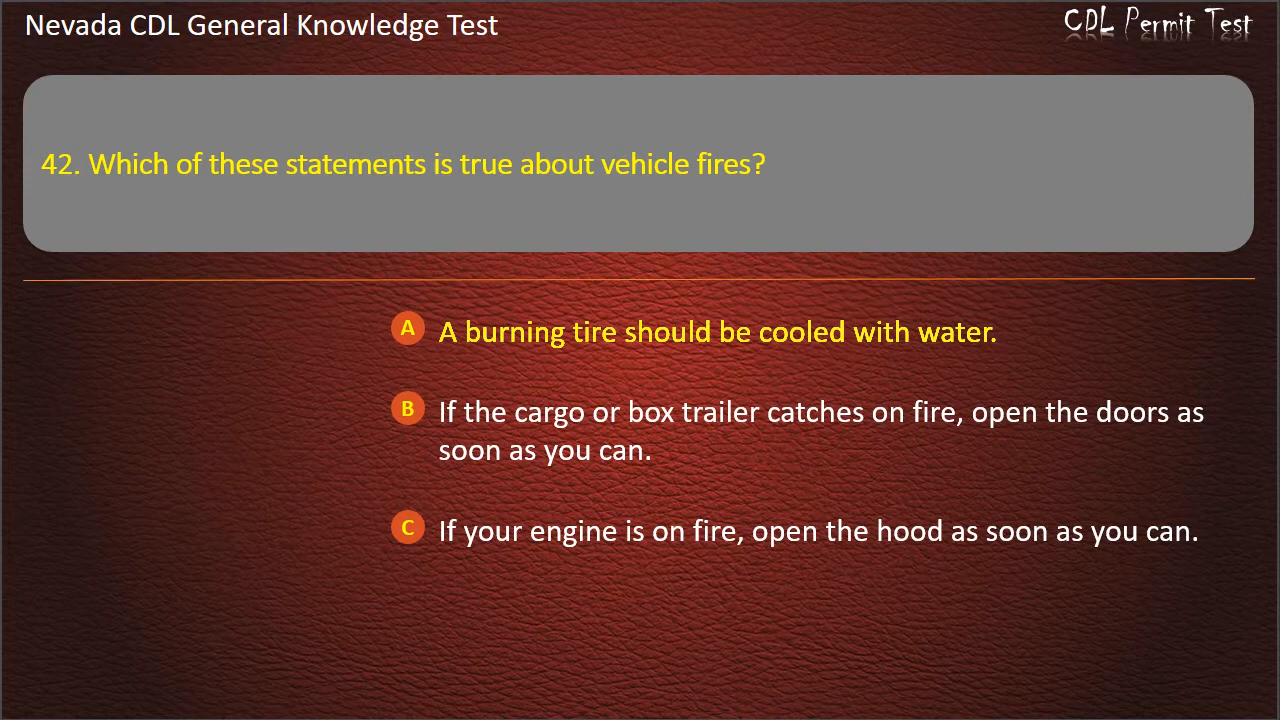 Nevada CDL General Knowledge Test
CDL Permit Test
42. Which of these statements is true about vehicle fires?
A A burning tire should be cooled with water.
B If the cargo or box trailer catches on fire, open the doors as
soon as you can.
C If your engine is on fire, open the hood as soon as you can.